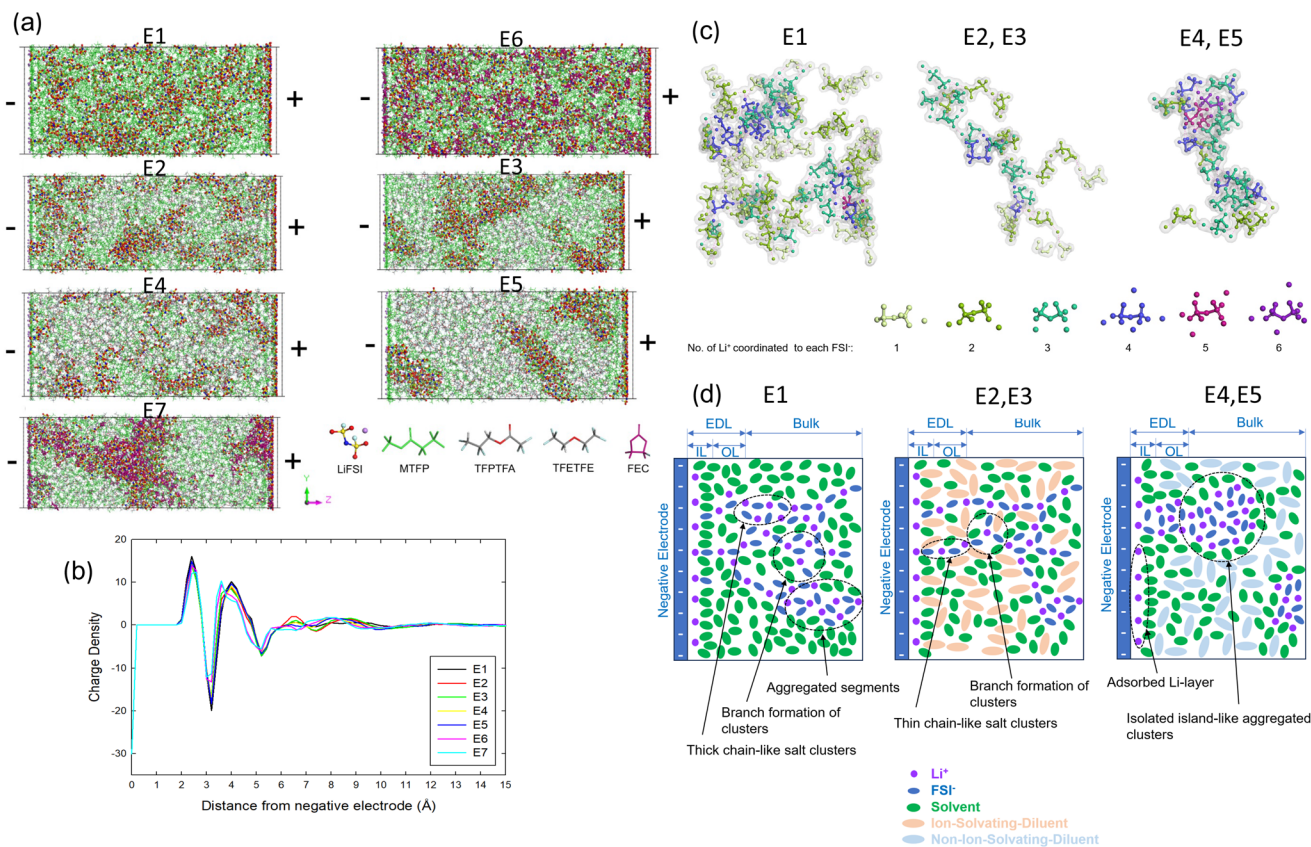 (a)
E1
E6
-
+
-
+
E2
E3
-
+
-
+
E4
E5
-
+
-
+
E7
-
+
Y
Z
LiFSI
MTFP
TFPTFA
TFETFE
FEC
(b)
Charge Density
20
10
0
-10
-20
-30
0 1 2 3 4 5 6 7 8 9 10 11 12 13 14 15
Distance from negative electrode (Å)
E1
E2
E3
E4
E5
E6
E7
(c)
E1
E2, E3
E4, E5
No. of Li⁺ coordinated to each FSI⁻:
1
2
3
4
5
6
(d)
E1
E2,E3
E4,E5
EDL
Bulk
IL
OL
EDL
Bulk
IL
OL
EDL
Bulk
IL
OL
Negative Electrode
Negative Electrode
Negative Electrode
Aggregated segments
Branch formation of
clusters
Thick chain-like salt clusters
Branch formation of
clusters
Thin chain-like salt clusters
Adsorbed Li-layer
Isolated island-like aggregated
clusters
Li⁺
FSI⁻
Solvent
Ion-Solvating-Diluent
Non-Ion-Solvating-Diluent